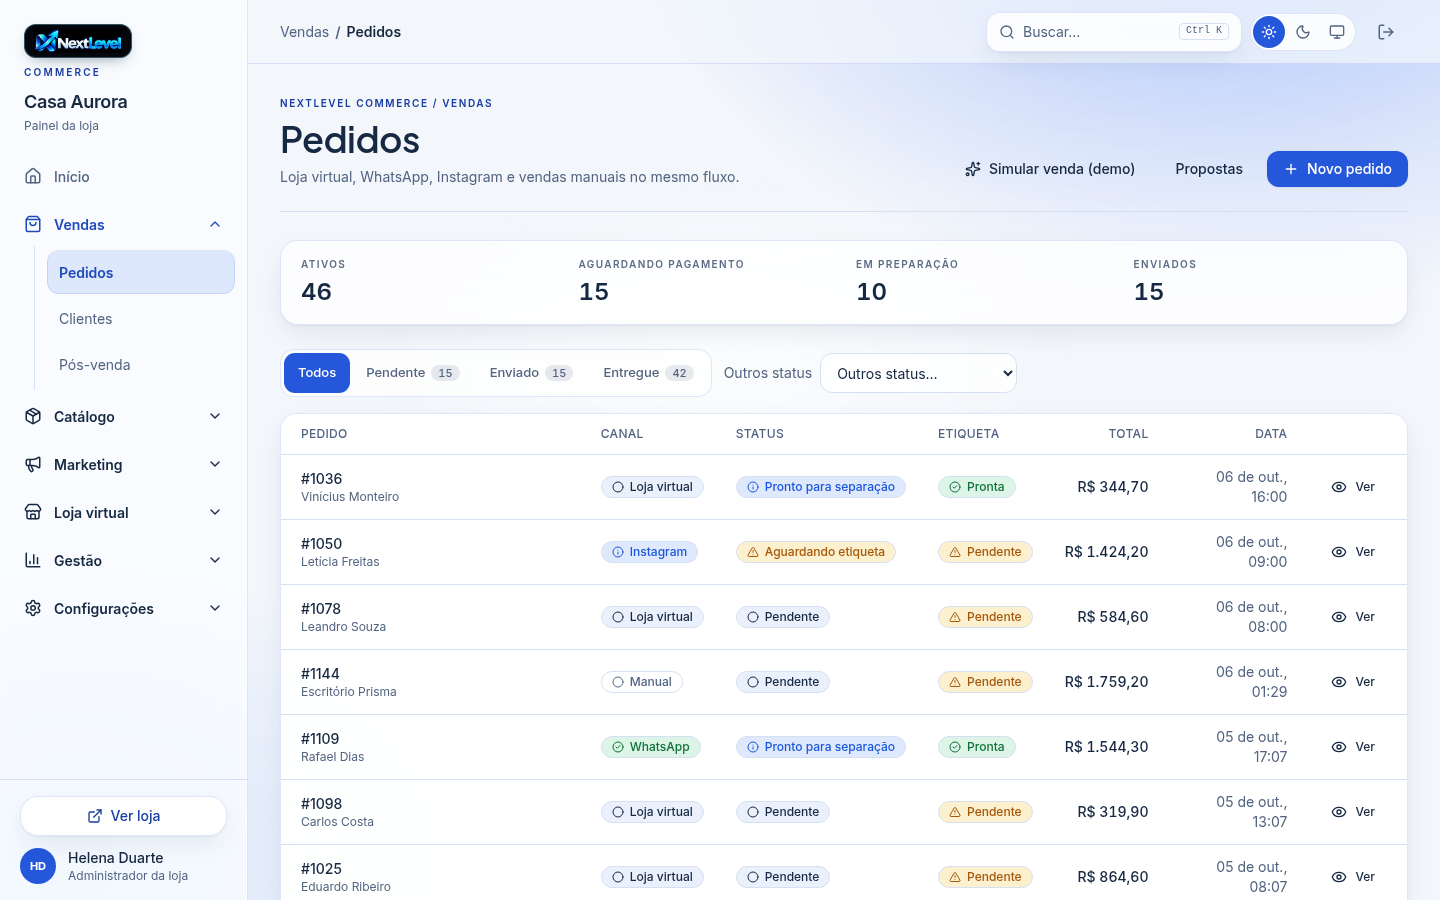 NextLevel
COMMERCE
Casa Aurora
Painel da loja
Início
Vendas
Pedidos
Clientes
Pós-venda
Catálogo
Marketing
Loja virtual
Gestão
Configurações
Ver loja
HD
Helena Duarte
Administrador da loja
Vendas / Pedidos
Buscar...
Ctrl K
NEXTLEVEL COMMERCE / VENDAS
Pedidos
Loja virtual, WhatsApp, Instagram e vendas manuais no mesmo fluxo.
Simular venda (demo)
Propostas
Novo pedido
ATIVOS
46
AGUARDANDO PAGAMENTO
15
EM PREPARAÇÃO
10
ENVIADOS
15
Todos
Pendente 15
Enviado 15
Entregue 42
Outros status
Outros status...
PEDIDO CANAL STATUS ETIQUETA TOTAL DATA
#1036
Vinícius Monteiro
Loja virtual
Pronto para separação
Pronta
R$ 344,70
06 de out.,
16:00
Ver
#1050
Letícia Freitas
Instagram
Aguardando etiqueta
Pendente
R$ 1.424,20
06 de out.,
09:00
Ver
#1078
Leandro Souza
Loja virtual
Pendente
Pendente
R$ 584,60
06 de out.,
08:00
Ver
#1144
Escritório Prisma
Manual
Pendente
Pendente
R$ 1.759,20
06 de out.,
01:29
Ver
#1109
Rafael Dias
WhatsApp
Pronto para separação
Pronta
R$ 1.544,30
05 de out.,
17:07
Ver
#1098
Carlos Costa
Loja virtual
Pendente
Pendente
R$ 319,90
05 de out.,
13:07
Ver
#1025
Eduardo Ribeiro
Loja virtual
Pendente
Pendente
R$ 864,60
05 de out.,
08:07
Ver